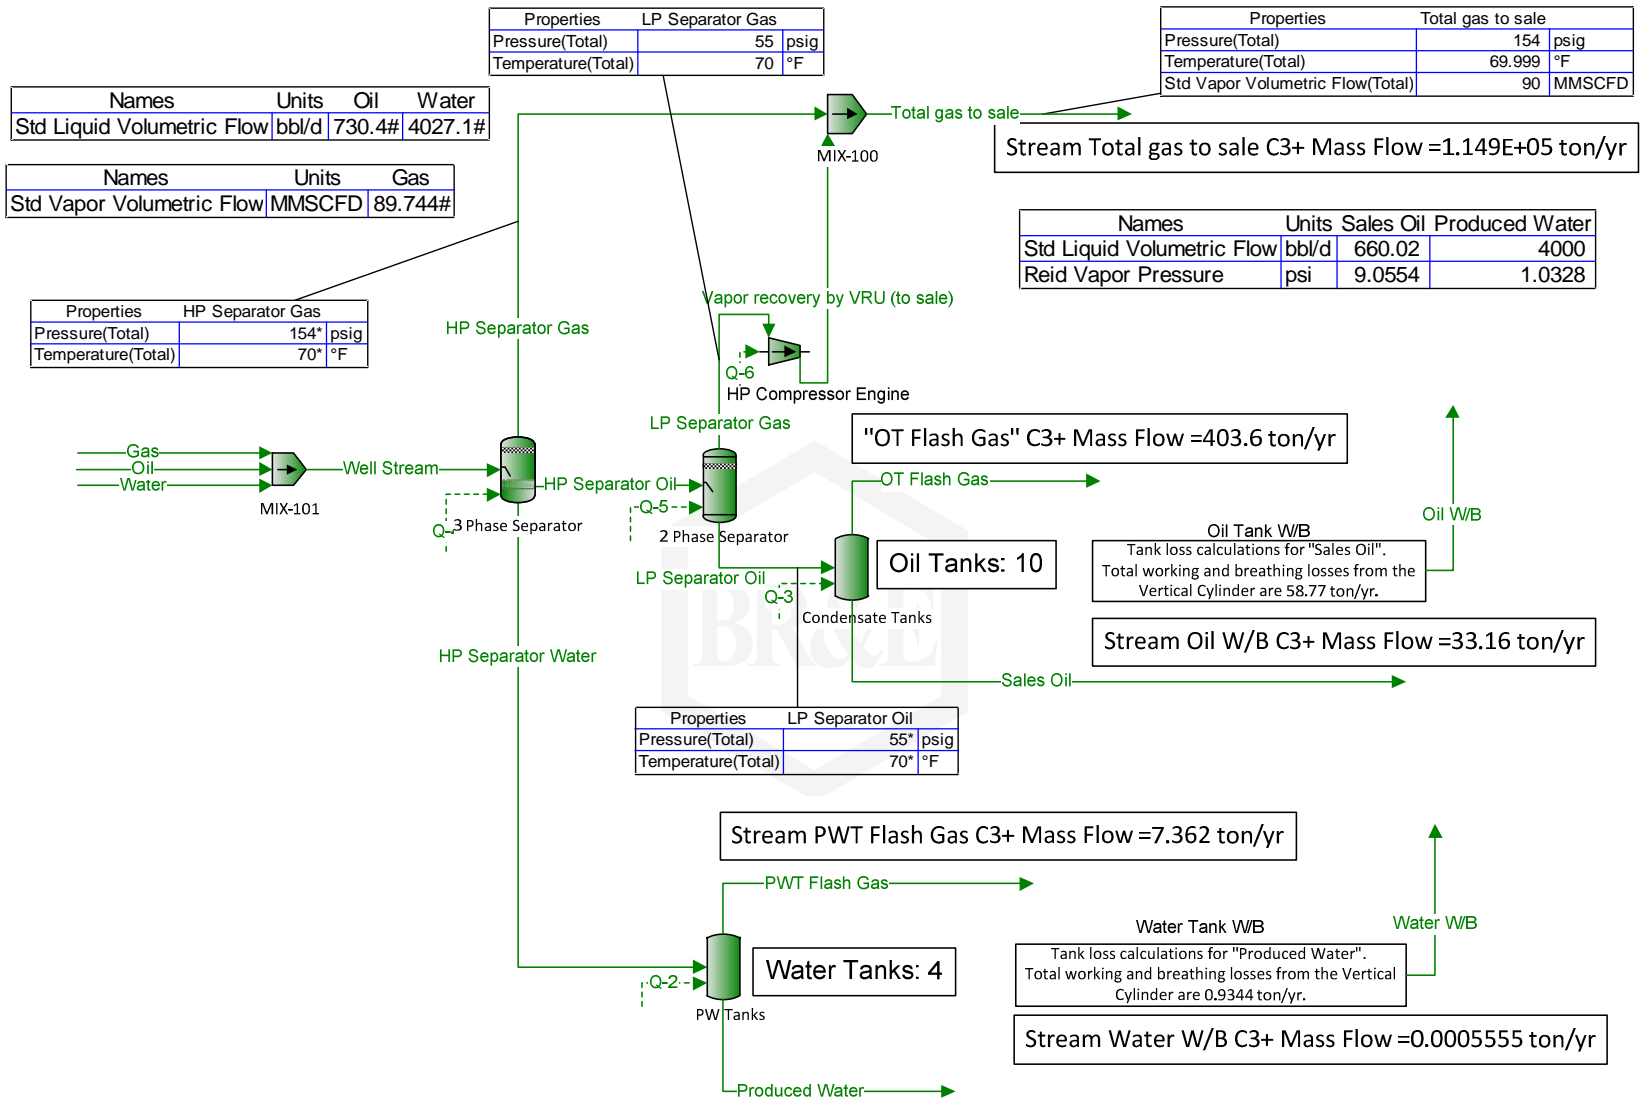 Properties LP Separator Gas
Pressure(Total) 55 psig
Temperature(Total) 70 °F
Properties Total gas to sale
Pressure(Total) 154 psig
Temperature(Total) 69.999 °F
Std Vapor Volumetric Flow(Total) 90 MMSCFD
Names Units Oil Water
Std Liquid Volumetric Flow bbl/d 730.4# 4027.1#
Total gas to sale
MIX-100
Stream Total gas to sale C3+ Mass Flow =1.149E+05 ton/yr
Names Units Gas
Std Vapor Volumetric Flow MMSCFD 89.744#
Names Units Sales Oil Produced Water
Std Liquid Volumetric Flow bbl/d 660.02 4000
Reid Vapor Pressure psi 9.0554 1.0328
Properties HP Separator Gas
Pressure(Total) 154* psig
Temperature(Total) 70* °F
Vapor recovery by VRU (to sale)
HP Separator Gas
Q-6
HP Compressor Engine
LP Separator Gas
"OT Flash Gas" C3+ Mass Flow =403.6 ton/yr
Gas
Oil
Water
MIX-101
Well Stream
HP Separator Oil
OT Flash Gas
Q-
3 Phase Separator
Q-5
2 Phase Separator
Oil W/B
Oil Tank W/B
Tank loss calculations for "Sales Oil".
Total working and breathing losses from the
Vertical Cylinder are 58.77 ton/yr.
Oil Tanks: 10
LP Separator Oil
Q-3
Condensate Tanks
BR&E
Stream Oil W/B C3+ Mass Flow =33.16 ton/yr
HP Separator Water
Sales Oil
Properties LP Separator Oil
Pressure(Total) 55* psig
Temperature(Total) 70* °F
Stream PWT Flash Gas C3+ Mass Flow =7.362 ton/yr
PWT Flash Gas
Water Tank W/B
Water W/B
Tank loss calculations for "Produced Water".
Total working and breathing losses from the Vertical
Cylinder are 0.9344 ton/yr.
Water Tanks: 4
Q-2
PW Tanks
Stream Water W/B C3+ Mass Flow =0.0005555 ton/yr
Produced Water